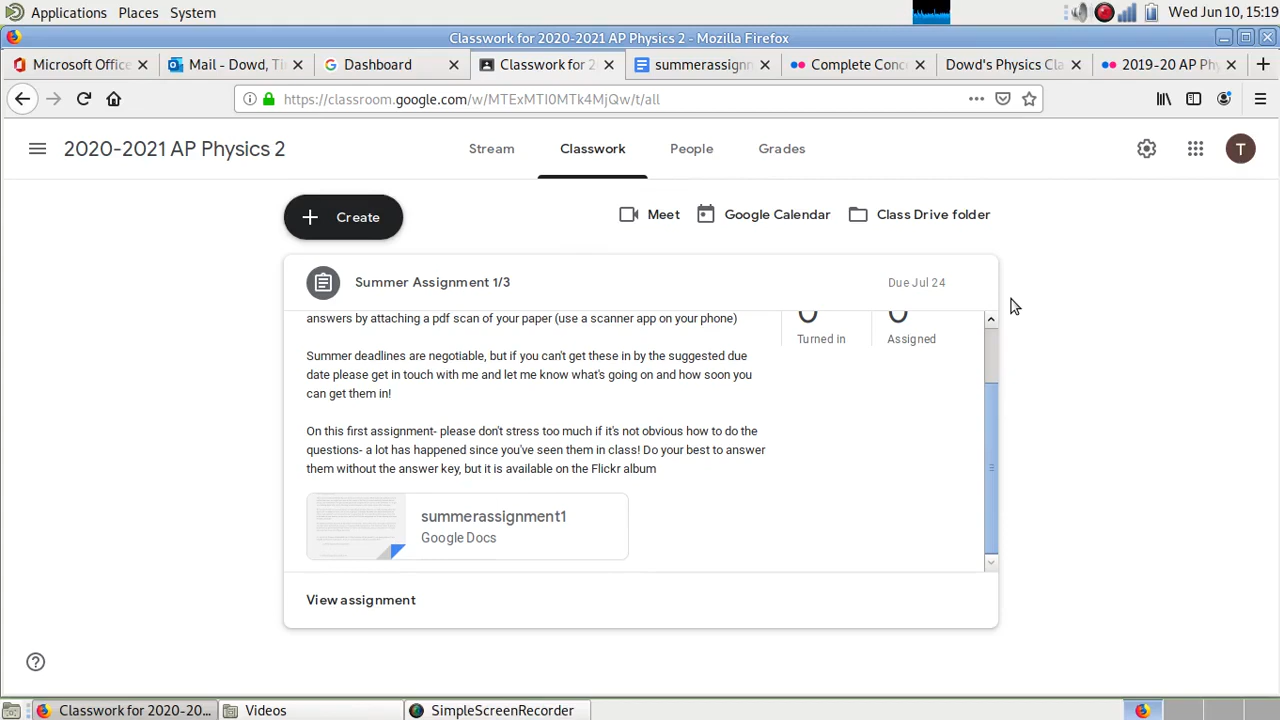 Applications Places System Wed Jun 10, 15:19
Classwork for 2020-2021 AP Physics 2 - Mozilla Firefox
Microsoft Office Mail - Dowd, Ti Dashboard Classwork for 2 summerassignm Complete Conc Dowd's Physics Cla 2019-20 AP Phy
https://classroom.google.com/w/MTExMTI0MTk4MjQw/t/all
2020-2021 AP Physics 2 Stream Classwork People Grades T
Create Meet Google Calendar Class Drive folder
Summer Assignment 1/3 Due Jul 24
answers by attaching a pdf scan of your paper (use a scanner app on your phone)
Turned in Assigned
Summer deadlines are negotiable, but if you can't get these in by the suggested due
date please get in touch with me and let me know what's going on and how soon you
can get them in!
On this first assignment- please don't stress too much if it's not obvious how to do the
questions- a lot has happened since you've seen them in class! Do your best to answer
them without the answer key, but it is available on the Flickr album
summerassignment1
Google Docs
View assignment
Classwork for 2020-20... Videos SimpleScreenRecorder